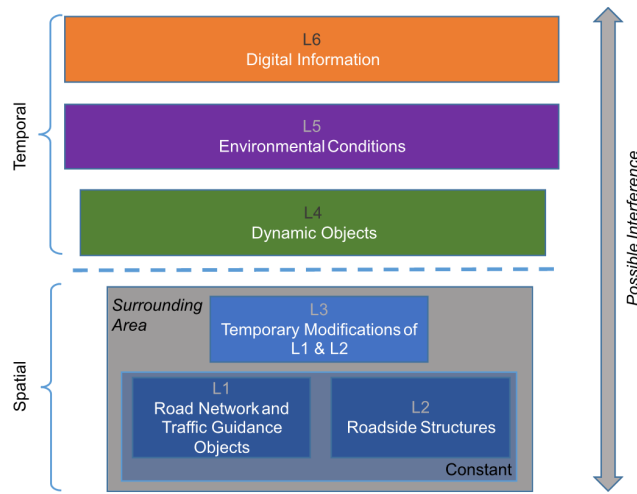 L6
Digital Information
L5
Environmental Conditions
L4
Dynamic Objects
Temporal
Possible Interference
Surrounding
Area
L3
Temporary Modifications of
L1 & L2
Spatial
L1
Road Network and
Traffic Guidance
Objects
L2
Roadside Structures
Constant